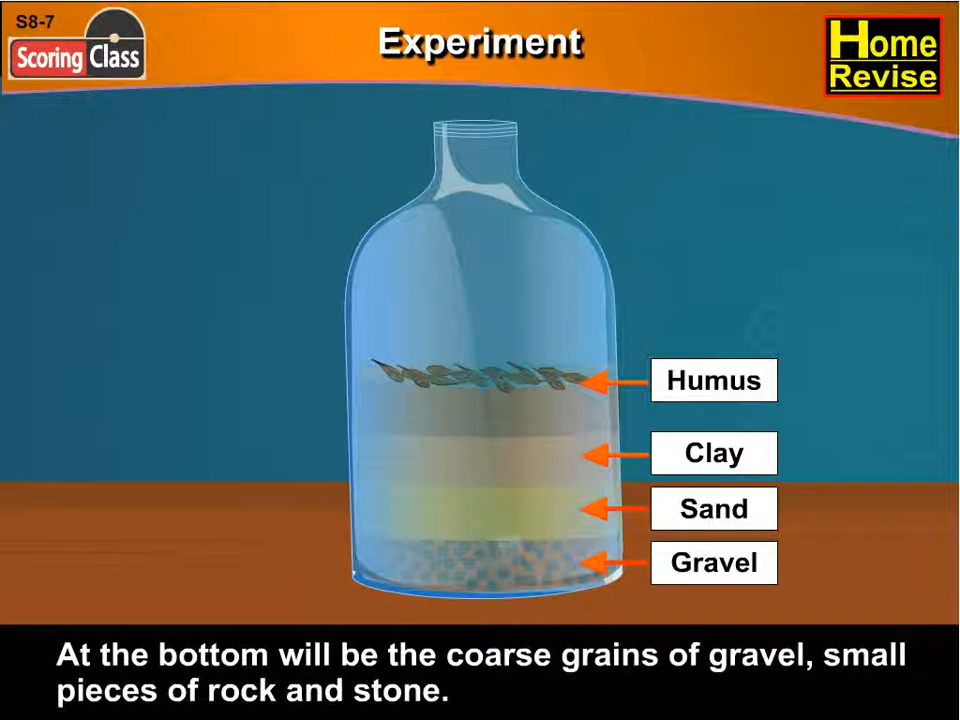 S8-7
Scoring Class
Experiment
Home
Revise
Humus
Clay
Sand
Gravel
At the bottom will be the coarse grains of gravel, small
pieces of rock and stone.